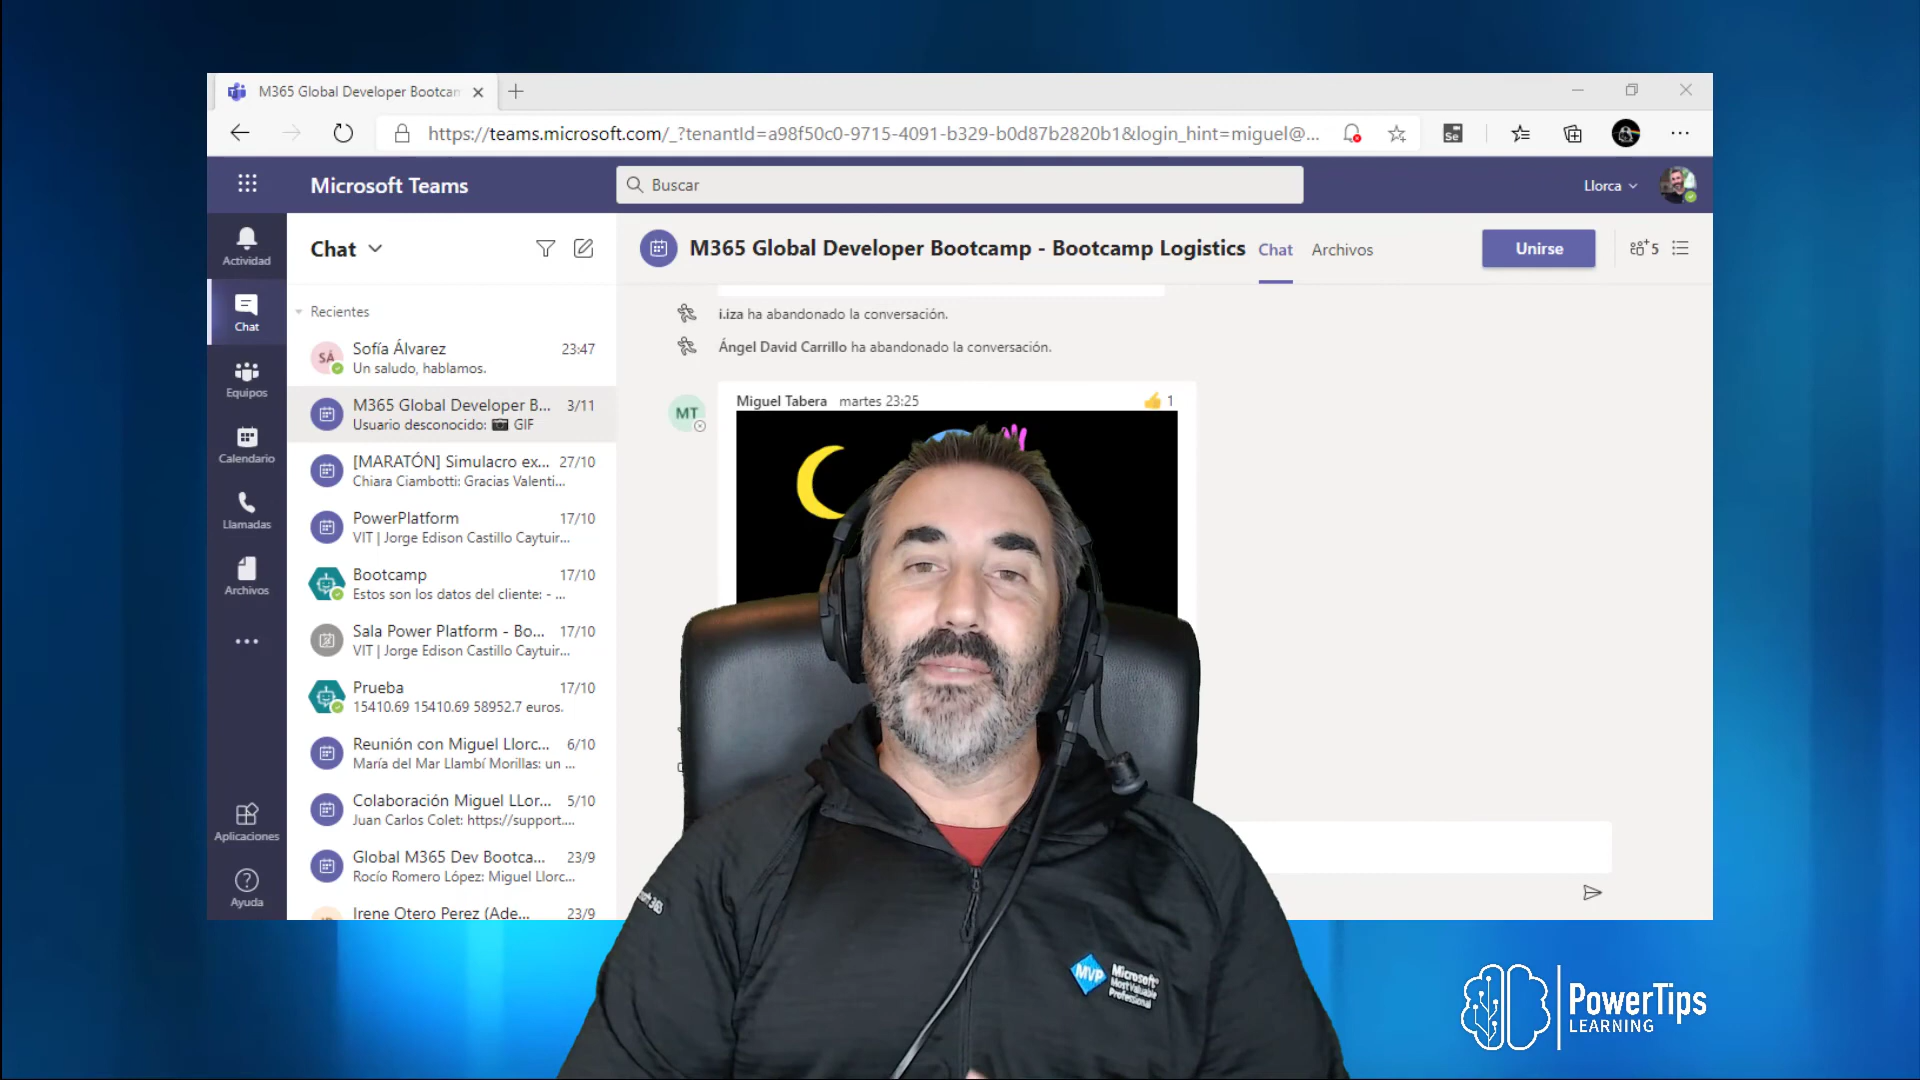 M365 Global Developer Bootcam
https://teams.microsoft.com/_?tenantId=a98f50c0-9715-4091-b329-b0d87b2820b1&login_hint=miguel@...
Se
Microsoft Teams
Buscar
Llorca
Actividad
Chat
Equipos
Calendario
Llamadas
Archivos
Aplicaciones
Ayuda
Chat
Recientes
SÁ
Sofía Álvarez 23:47
Un saludo, hablamos.
M365 Global Developer B... 3/11
Usuario desconocido: GIF
[MARATÓN] Simulacro ex... 27/10
Chiara Ciambotti: Gracias Valenti...
PowerPlatform 17/10
VIT | Jorge Edison Castillo Caytuir...
Bootcamp 17/10
Estos son los datos del cliente: - ...
Sala Power Platform - Bo... 17/10
VIT | Jorge Edison Castillo Caytuir...
Prueba 17/10
15410.69 15410.69 58952.7 euros.
Reunión con Miguel Llorc... 6/10
María del Mar Llambí Morillas: un ...
Colaboración Miguel LLor... 5/10
Juan Carlos Colet: https://support....
Global M365 Dev Bootca... 23/9
Rocío Romero López: Miguel Llorc...
Irene Otero Perez (Ade... 23/9
M365 Global Developer Bootcamp - Bootcamp Logistics Chat Archivos
Unirse
5
i.iza ha abandonado la conversación.
Ángel David Carrillo ha abandonado la conversación.
MT
Miguel Tabera martes 23:25
1
MVP
Microsoft®
Most Valuable
Professional
PowerTips
LEARNING